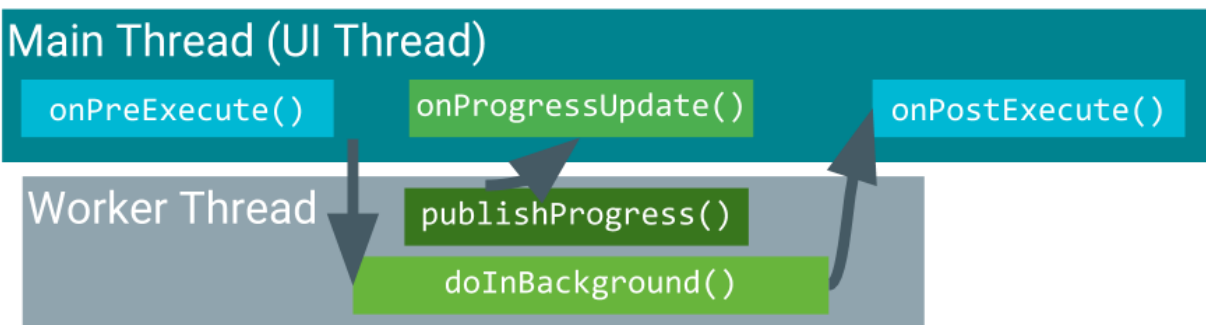 Main Thread (UI Thread)
onPreExecute()
onProgressUpdate()
onPostExecute()
Worker Thread
publishProgress()
doInBackground()